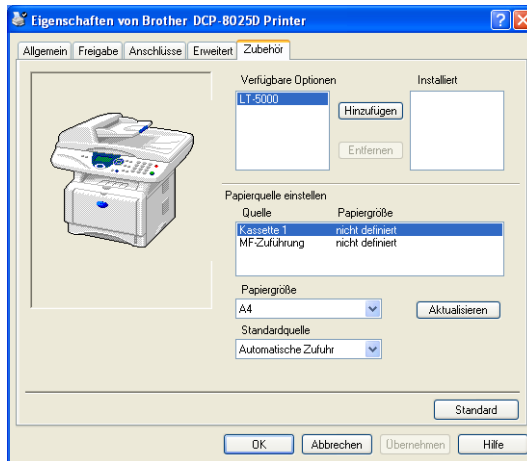 Eigenschaften von Brother DCP-8025D Printer
Allgemein Freigabe Anschlüsse Erweitert Zubehör
Verfügbare Optionen Installiert
LT-5000
Hinzufügen
Entfernen
Papierquelle einstellen
Quelle Papiergröße
Kassette 1 nicht definiert
MF-Zuführung nicht definiert
Papiergröße
A4 Aktualisieren
Standardquelle
Automatische Zufuhr
Standard
OK Abbrechen Übernehmen Hilfe